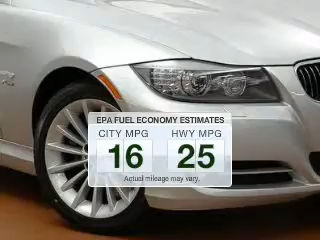 EPA FUEL ECONOMY ESTIMATES
CITY MPG HWY MPG
16 25
Actual mileage may vary.